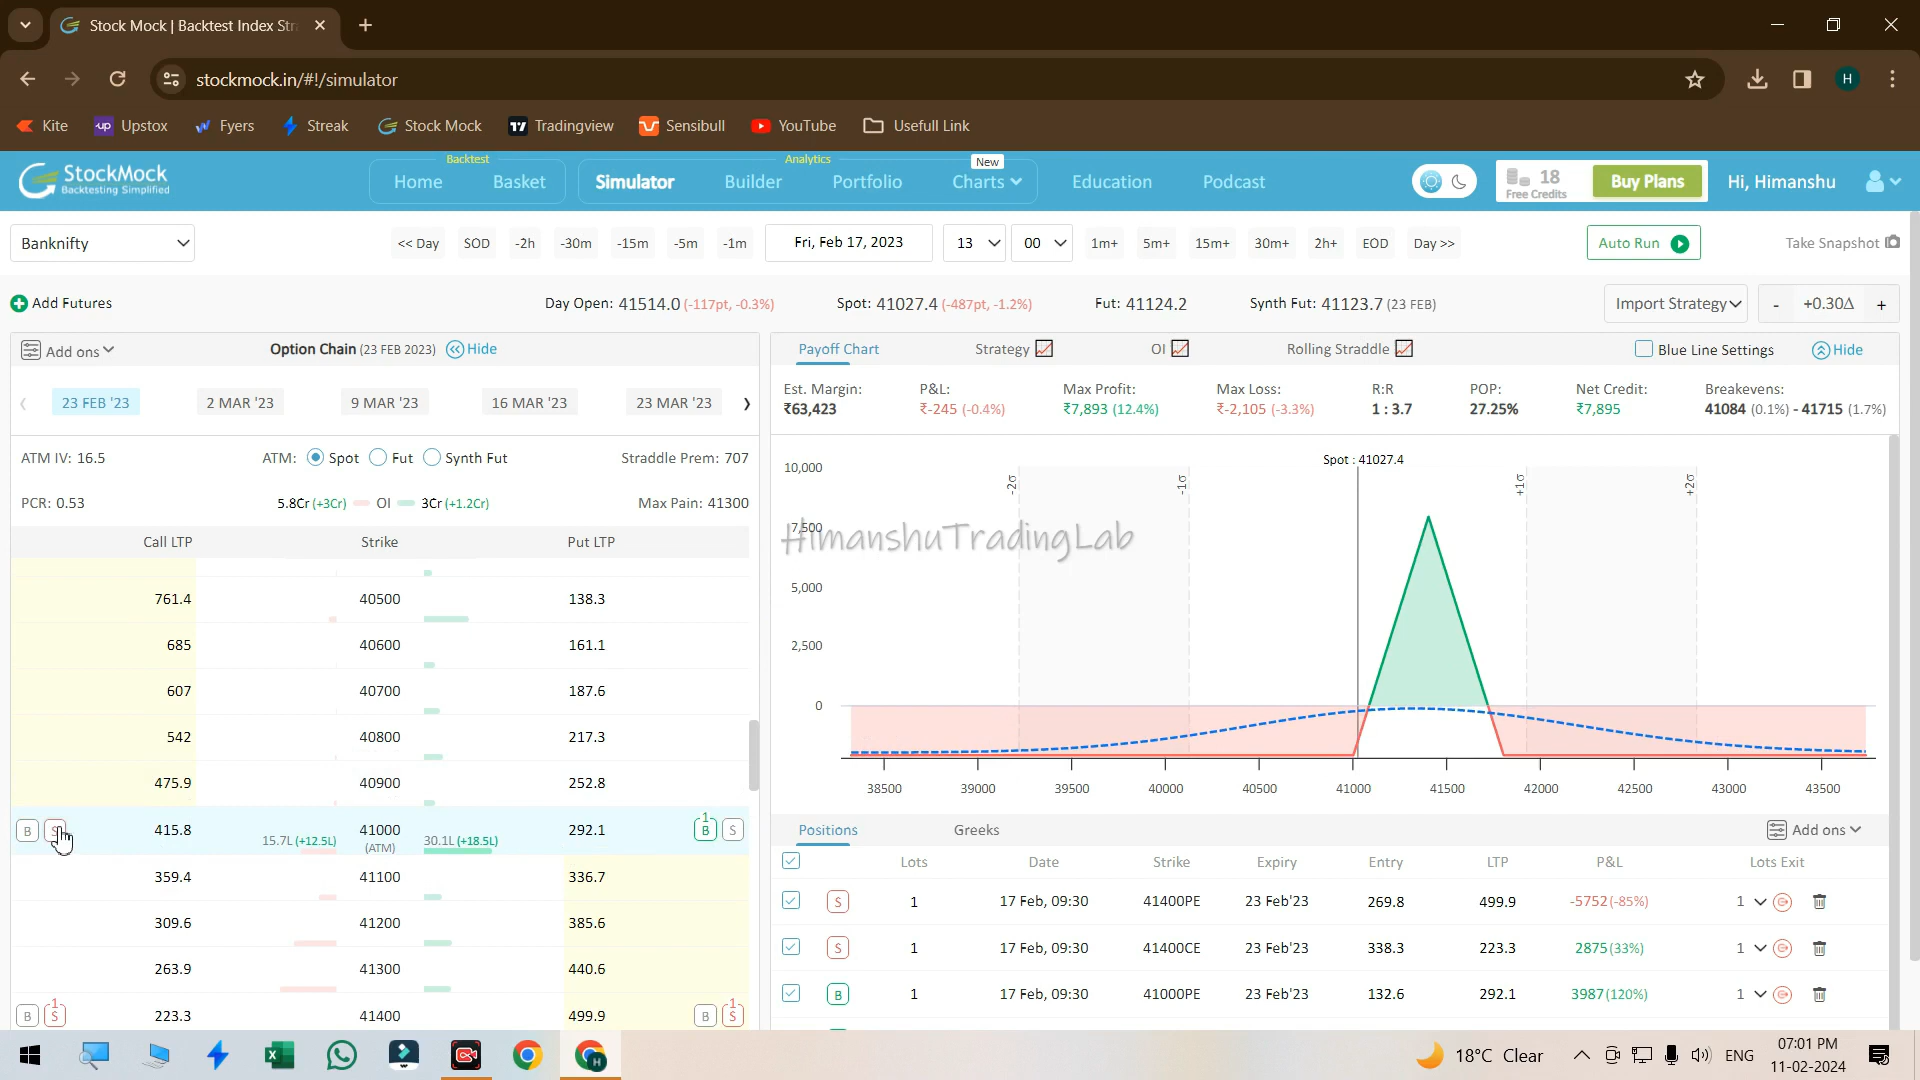 Stock Mock | Backtest Index Str
stockmock.in/#!/simulator
Kite Upstox Fyers Streak Stock Mock Tradingview Sensibull YouTube Usefull Link
StockMock
Backtesting Simplified
Backtest Analytics New
Home Basket Simulator Builder Portfolio Charts Education Podcast
18
Free Credits
Buy Plans Hi, Himanshu
Banknifty << Day SOD -2h -30m -15m -5m -1m Fri, Feb 17, 2023 13 00 1m+ 5m+ 15m+ 30m+ 2h+ EOD Day >> Auto Run Take Snapshot
Add Futures Day Open: 41514.0 (-117pt, -0.3%) Spot: 41027.4 (-487pt, -1.2%) Fut: 41124.2 Synth Fut: 41123.7 (23 FEB) Import Strategy - +0.30Δ +
Add ons Option Chain (23 FEB 2023) Hide
23 FEB '23 2 MAR '23 9 MAR '23 16 MAR '23 23 MAR '23
ATM IV: 16.5 ATM: Spot Fut Synth Fut Straddle Prem: 707
PCR: 0.53 5.8Cr (+3Cr) OI 3Cr (+1.2Cr) Max Pain: 41300
Call LTP Strike Put LTP
761.4 40500 138.3
685 40600 161.1
607 40700 187.6
542 40800 217.3
475.9 40900 252.8
B S 415.8 15.7L (+12.5L) 41000 30.1L (+18.5L) 292.1 1 B S
(ATM)
359.4 41100 336.7
309.6 41200 385.6
263.9 41300 440.6
B 1 S 223.3 41400 499.9 B 1 S
Payoff Chart Strategy OI Rolling Straddle Blue Line Settings Hide
Est. Margin: P&L: Max Profit: Max Loss: R:R POP: Net Credit: Breakevens:
₹63,423 ₹-245 (-0.4%) ₹7,893 (12.4%) ₹-2,105 (-3.3%) 1 : 3.7 27.25% ₹7,895 41084 (0.1%) - 41715 (1.7%)
Spot : 41027.4
10,000
-2σ -1σ +1σ +2σ
7,500
HimanshuTradingLab
5,000
2,500
0
38500 39000 39500 40000 40500 41000 41500 42000 42500 43000 43500
Positions Greeks Add ons
Lots Date Strike Expiry Entry LTP P&L Lots Exit
S 1 17 Feb, 09:30 41400PE 23 Feb'23 269.8 499.9 -5752 (-85%) 1
S 1 17 Feb, 09:30 41400CE 23 Feb'23 338.3 223.3 2875 (33%) 1
B 1 17 Feb, 09:30 41000PE 23 Feb'23 132.6 292.1 3987 (120%) 1
18°C Clear ENG 07:01 PM
11-02-2024